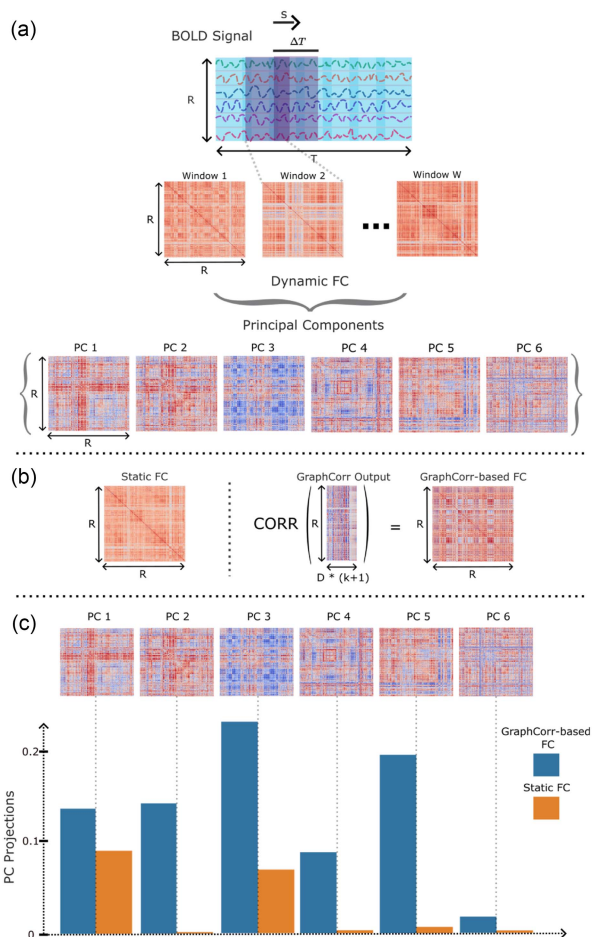 (a)
S
BOLD Signal
ΔT
R
T
Window 1
Window 2
Window W
R
R
Dynamic FC
Principal Components
PC 1
PC 2
PC 3
PC 4
PC 5
PC 6
R
R
(b)
Static FC
R
R
CORR
GraphCorr Output
R
D * (k+1)
=
GraphCorr-based FC
R
R
(c)
PC 1
PC 2
PC 3
PC 4
PC 5
PC 6
PC Projections
0.2
0.1
0
GraphCorr-based
FC
Static FC